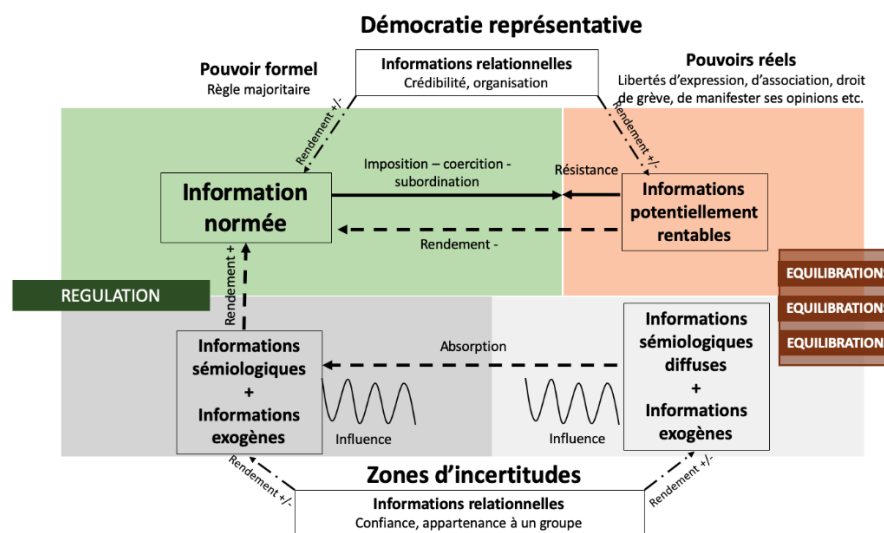 Démocratie représentative
Pouvoir formel
Règle majoritaire
Informations relationnelles
Crédibilité, organisation
Pouvoirs réels
Libertés d'expression, d'association, droit
de grève, de manifester ses opinions etc.
Rendement +/-
Rendement +/-
Imposition – coercition -
subordination
Résistance
Information
normée
Informations
potentiellement
rentables
Rendement -
Rendement +
REGULATION
EQUILIBRATIONS
EQUILIBRATIONS
EQUILIBRATIONS
Informations
sémiologiques
+
Informations
exogènes
Absorption
Influence
Influence
Informations
sémiologiques
diffuses
+
Informations
exogènes
Rendement +/-
Rendement +/-
Zones d'incertitudes
Informations relationnelles
Confiance, appartenance à un groupe